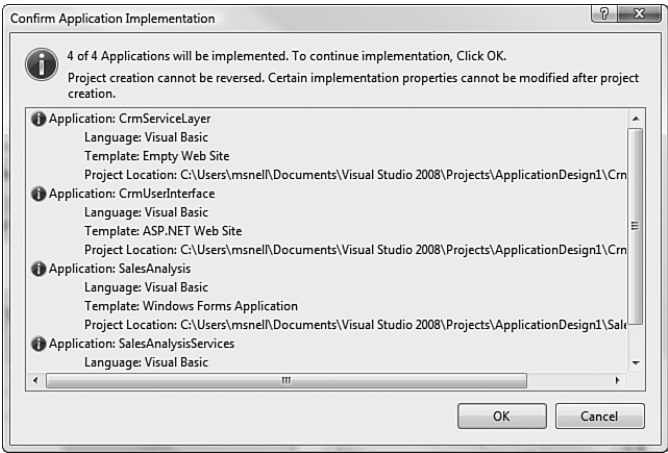 Confirm Application Implementation
4 of 4 Applications will be implemented. To continue implementation, Click OK.
Project creation cannot be reversed. Certain implementation properties cannot be modified after project
creation.
Application: CrmServiceLayer
Language: Visual Basic
Template: Empty Web Site
Project Location: C:\Users\msnell\Documents\Visual Studio 2008\Projects\ApplicationDesign1\Crn
Application: CrmUserInterface
Language: Visual Basic
Template: ASP.NET Web Site
Project Location: C:\Users\msnell\Documents\Visual Studio 2008\Projects\ApplicationDesign1\Crn
Application: SalesAnalysis
Language: Visual Basic
Template: Windows Forms Application
Project Location: C:\Users\msnell\Documents\Visual Studio 2008\Projects\ApplicationDesign1\Sale
Application: SalesAnalysisServices
Language: Visual Basic
OK Cancel